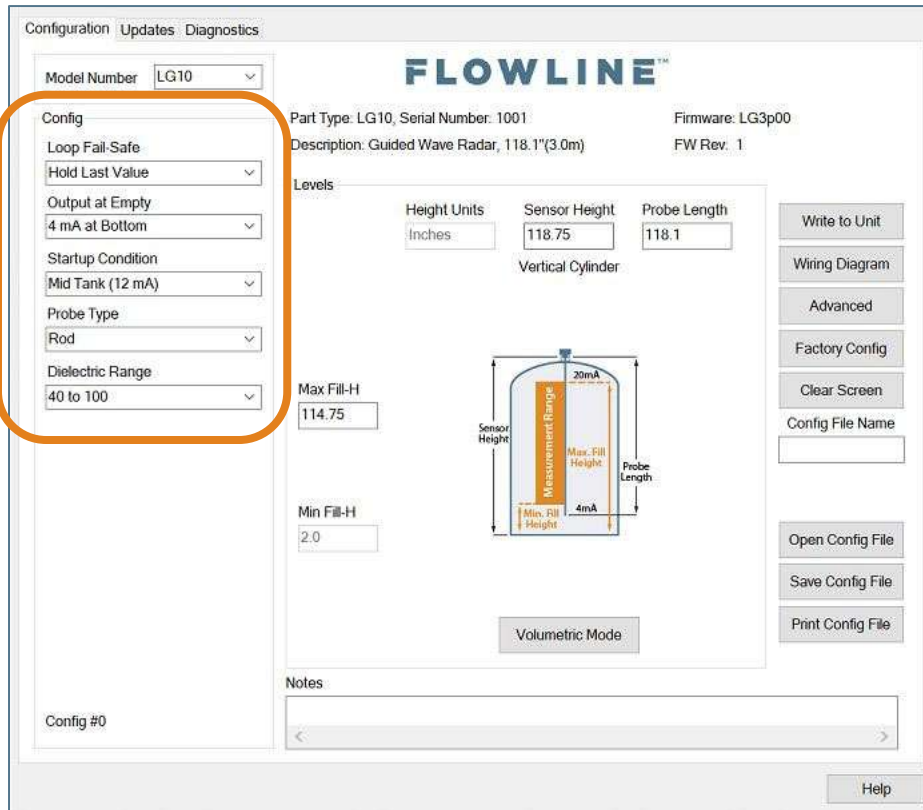 Configuration Updates Diagnostics
Model Number LG10
FLOWLINE™
Config
Loop Fail-Safe
Hold Last Value
Output at Empty
4 mA at Bottom
Startup Condition
Mid Tank (12 mA)
Probe Type
Rod
Dielectric Range
40 to 100
Config #0
Part Type: LG10, Serial Number: 1001
Firmware: LG3p00
Description: Guided Wave Radar, 118.1"(3.0m)
FW Rev. 1
Levels
Height Units
Inches
Sensor Height
118.75
Probe Length
118.1
Vertical Cylinder
Max Fill-H
114.75
Min Fill-H
2.0
20mA
Sensor
Height
Measurement Range
Max. Fill
Height
Probe
Length
4mA
Min. Fill
Height
Volumetric Mode
Write to Unit
Wiring Diagram
Advanced
Factory Config
Clear Screen
Config File Name
Open Config File
Save Config File
Print Config File
Notes
Help